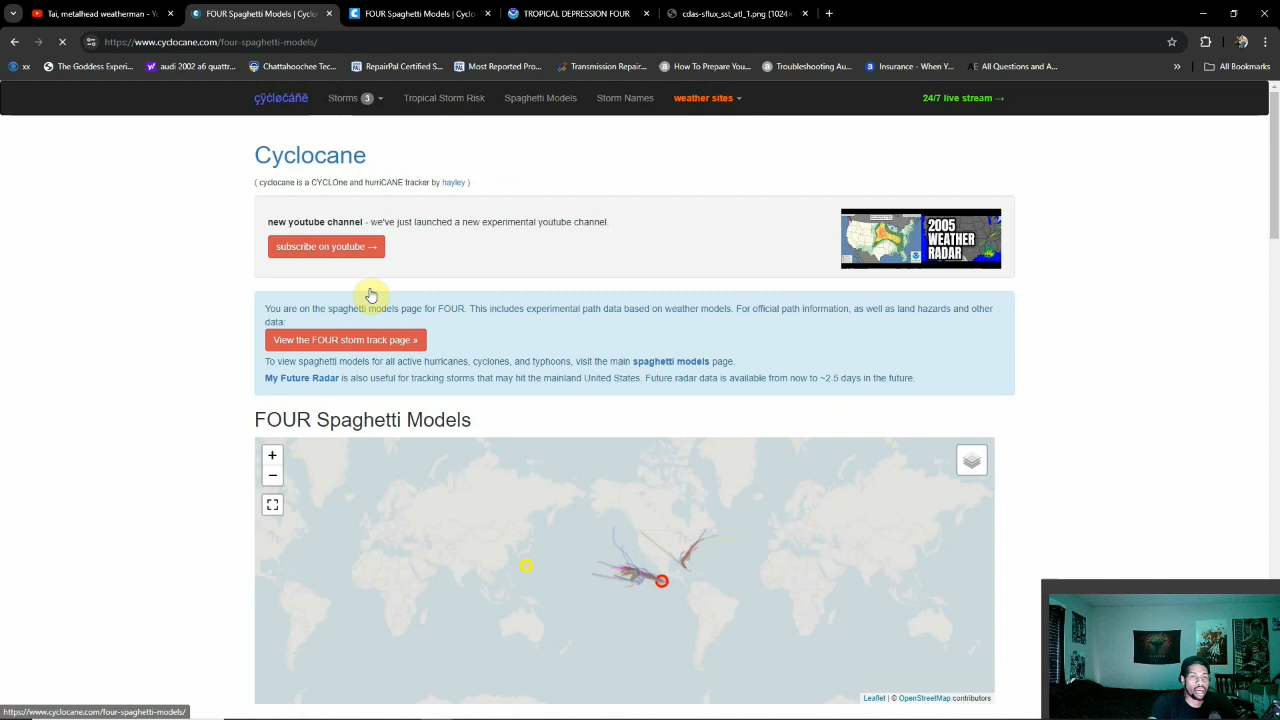 Tai, metalhead weatherman - Yo
FOUR Spaghetti Models | Cyclo
FOUR Spaghetti Models | Cyclo
TROPICAL DEPRESSION FOUR
cdas-sflux_sst_atl_1.png (1024×
https://www.cyclocane.com/four-spaghetti-models/
xx
The Goddess Experi...
audi 2002 a6 quattr...
Chattahoochee Tec...
RepairPal Certified S...
Most Reported Pro...
Transmission Repair...
How To Prepare You...
Troubleshooting Au...
Insurance - When Y...
All Questions and A...
All Bookmarks
çÿćløčáñē
Storms 3
Tropical Storm Risk
Spaghetti Models
Storm Names
weather sites
24/7 live stream →
Cyclocane
( cyclocane is a CYCLOne and hurriCANE tracker by hayley )
new youtube channel - we've just launched a new experimental youtube channel.
subscribe on youtube →
2005
WEATHER
RADAR
You are on the spaghetti models page for FOUR. This includes experimental path data based on weather models. For official path information, as well as land hazards and other
data:
View the FOUR storm track page »
To view spaghetti models for all active hurricanes, cyclones, and typhoons, visit the main spaghetti models page.
My Future Radar is also useful for tracking storms that may hit the mainland United States. Future radar data is available from now to ~2.5 days in the future.
FOUR Spaghetti Models
+
−
Leaflet | © OpenStreetMap contributors
https://www.cyclocane.com/four-spaghetti-models/